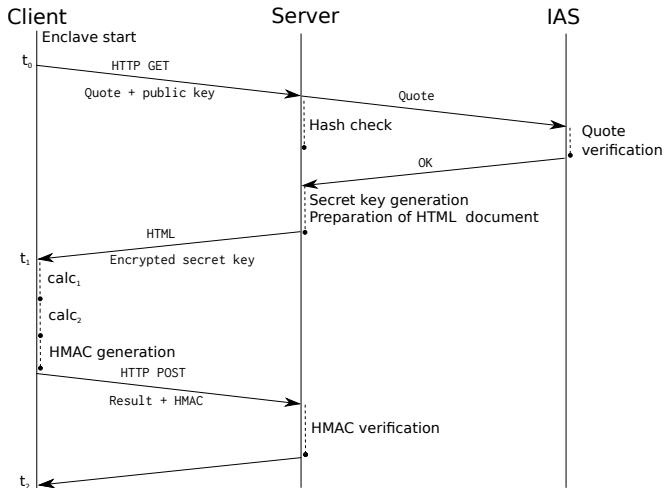 Client Server IAS
Enclave start
t₀
HTTP GET
Quote + public key
Quote
Hash check
Quote
verification
OK
Secret key generation
Preparation of HTML document
HTML
Encrypted secret key
t₁
calc₁
calc₂
HMAC generation
HTTP POST
Result + HMAC
HMAC verification
t₂